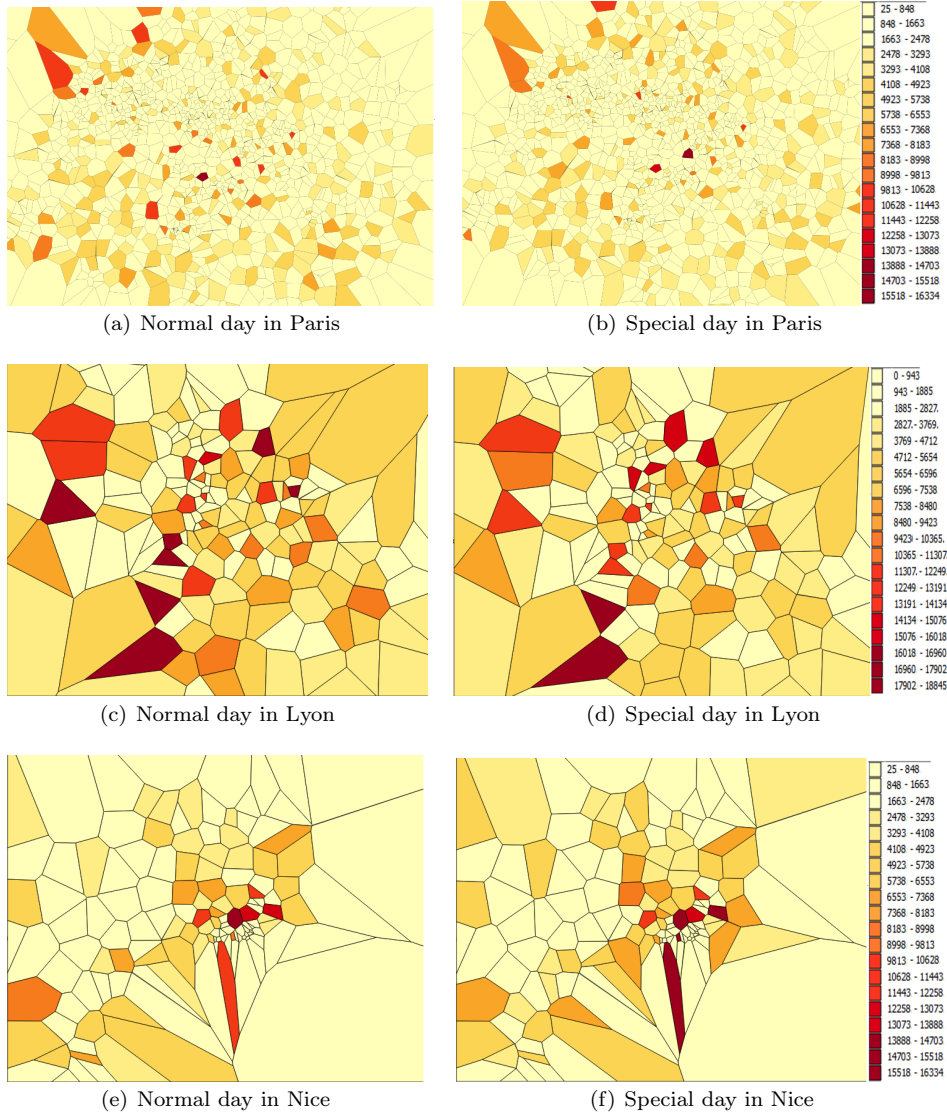 25 - 848
848 - 1663
1663 - 2478
2478 - 3293
3293 - 4108
4108 - 4923
4923 - 5738
5738 - 6553
6553 - 7368
7368 - 8183
8183 - 8998
8998 - 9813
9813 - 10628
10628 - 11443
11443 - 12258
12258 - 13073
13073 - 13888
13888 - 14703
14703 - 15518
15518 - 16334
(a) Normal day in Paris
(b) Special day in Paris
0 - 943
943 - 1885
1885 - 2827.
2827. - 3769.
3769 - 4712
4712 - 5654
5654 - 6596
6596 - 7538
7538 - 8480
8480 - 9423
9423 - 10365.
10365 - 11307.
11307. - 12249.
12249 - 13191
13191 - 14134
14134 - 15076
15076 - 16018
16018 - 16960
16960 - 17902
17902 - 18845
(c) Normal day in Lyon
(d) Special day in Lyon
25 - 848
848 - 1663
1663 - 2478
2478 - 3293
3293 - 4108
4108 - 4923
4923 - 5738
5738 - 6553
6553 - 7368
7368 - 8183
8183 - 8998
8998 - 9813
9813 - 10628
10628 - 11443
11443 - 12258
12258 - 13073
13073 - 13888
13888 - 14703
14703 - 15518
15518 - 16334
(e) Normal day in Nice
(f) Special day in Nice